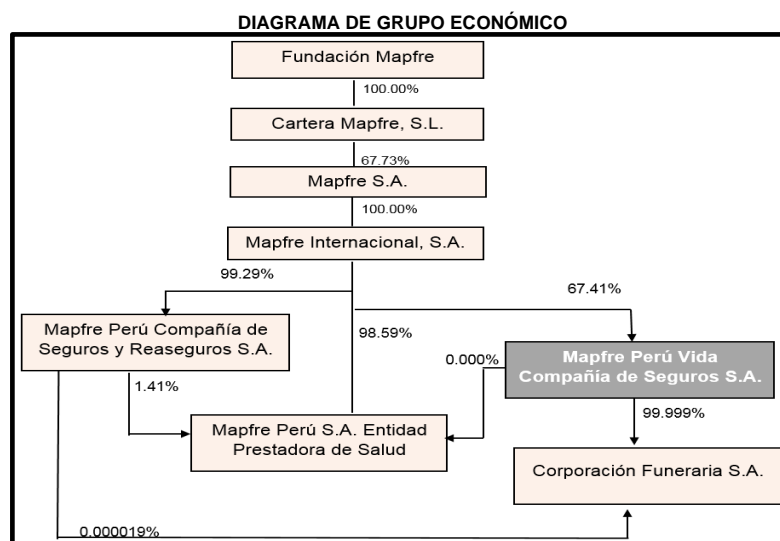 DIAGRAMA DE GRUPO ECONÓMICO
Fundación Mapfre
100.00%
Cartera Mapfre, S.L.
67.73%
Mapfre S.A.
100.00%
Mapfre Internacional, S.A.
99.29%
67.41%
Mapfre Perú Compañía de
Seguros y Reaseguros S.A.
98.59%
0.000%
Mapfre Perú Vida
Compañía de Seguros S.A.
1.41%
99.999%
Mapfre Perú S.A. Entidad
Prestadora de Salud
Corporación Funeraria S.A.
0.000019%